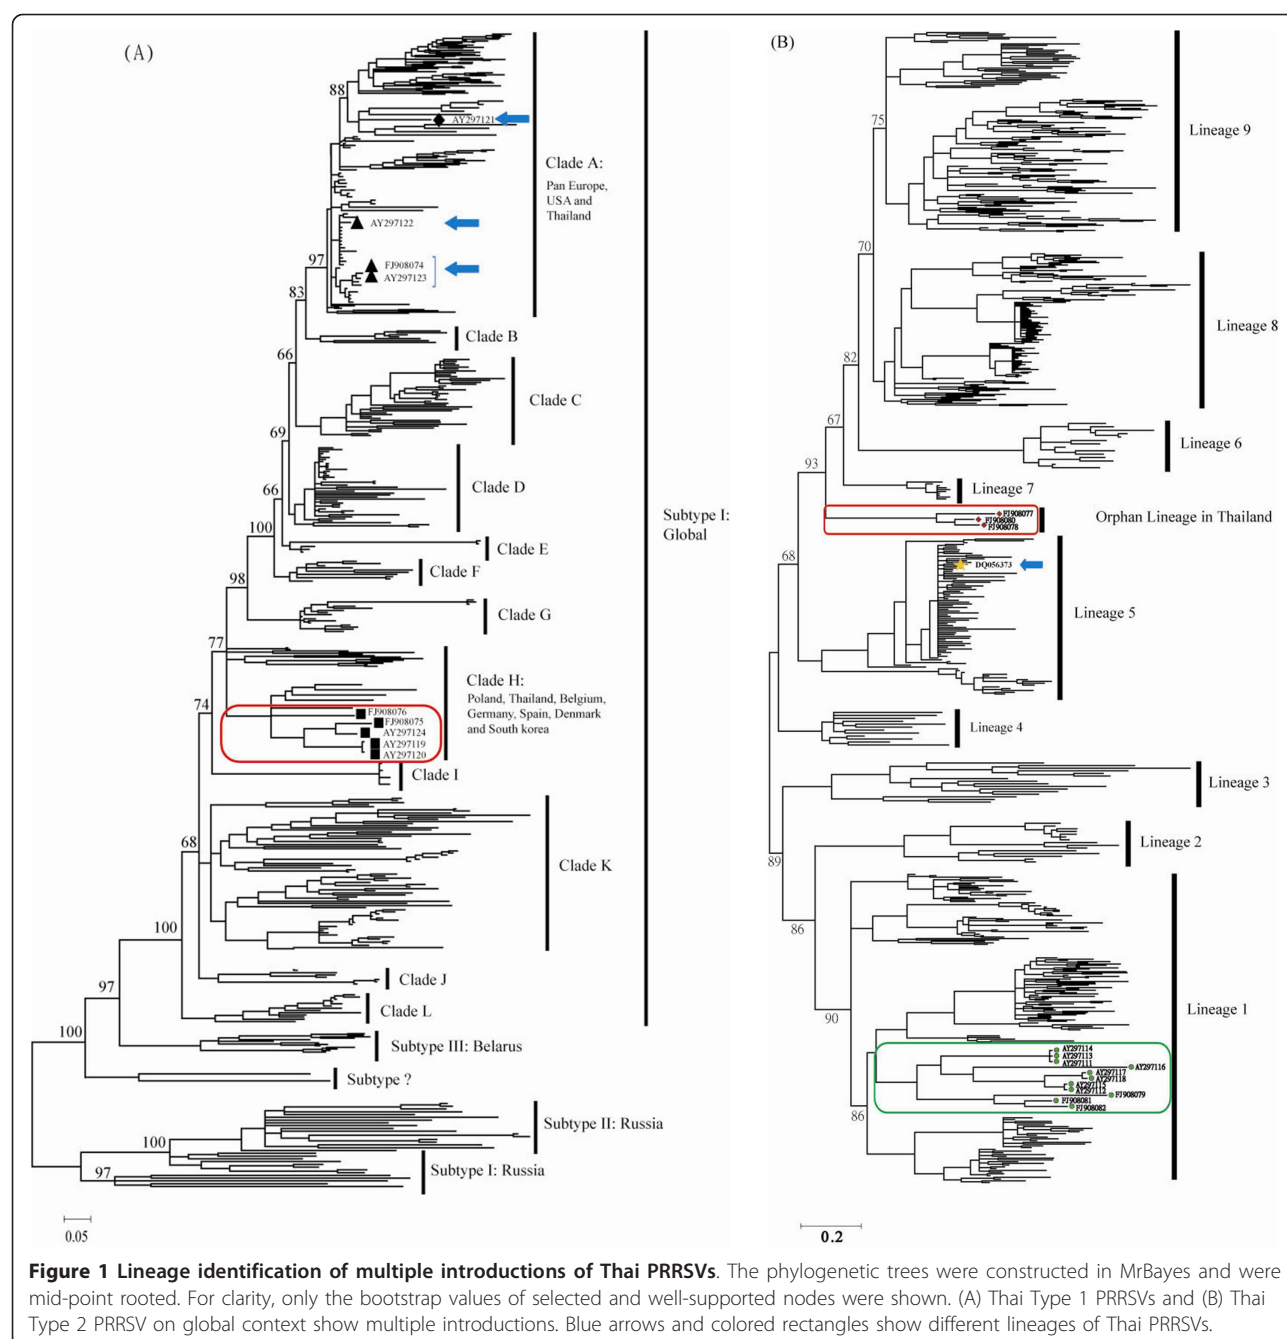 (A)
88
AY297121
Clade A:
Pan Europe,
USA and
Thailand
AY297122
FJ908074
AY297123
97
83
Clade B
66
Clade C
69
Clade D
66
Subtype I:
Global
100
Clade E
Clade F
98
Clade G
77
Clade H:
Poland, Thailand, Belgium,
Germany, Spain, Denmark
and South korea
74
FJ908076
FJ908075
AY297124
AY297119
AY297120
Clade I
68
Clade K
100
Clade J
97
Clade L
100
Subtype III: Belarus
Subtype ?
Subtype II: Russia
100
Subtype I: Russia
97
0.05
(B)
75
Lineage 9
70
Lineage 8
82
67
Lineage 6
93
Lineage 7
FJ908077
FJ908080
FJ908078
Orphan Lineage in Thailand
68
DQ056373
Lineage 5
Lineage 4
Lineage 3
Lineage 2
89
86
Lineage 1
90
AY297114
AY297113
AY297111
AY297116
AY297117
AY297118
AY297115
AY297112
FJ908079
FJ908081
FJ908082
86
0.2
Figure 1 Lineage identification of multiple introductions of Thai PRRSVs. The phylogenetic trees were constructed in MrBayes and were
mid-point rooted. For clarity, only the bootstrap values of selected and well-supported nodes were shown. (A) Thai Type 1 PRRSVs and (B) Thai
Type 2 PRRSV on global context show multiple introductions. Blue arrows and colored rectangles show different lineages of Thai PRRSVs.